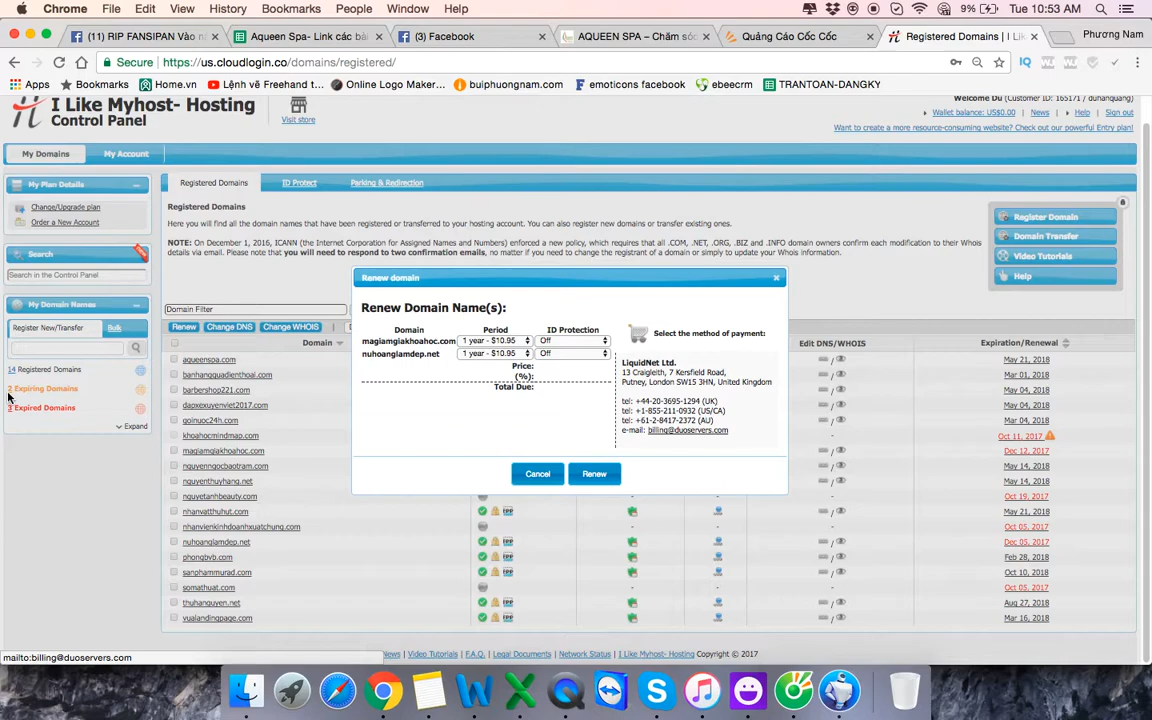 Chrome File Edit View History Bookmarks People Window Help 9% Tue 10:53 AM
(11) RIP FANSIPAN Vào n
Aqueen Spa- Link các bài
(3) Facebook
AQUEEN SPA – Chăm sóc
Quảng Cáo Cốc Cốc
Registered Domains | I Lik
Phương Nam
Secure https://us.cloudlogin.co/domains/registered/
Apps Bookmarks Home.vn Lệnh vẽ Freehand t... Online Logo Maker... buiphuongnam.com emoticons facebook ebeecrm TRANTOAN-DANGKY
I Like Myhost- Hosting
Control Panel
Visit store
Welcome Du (Customer ID: 165171 / duhanquang)
Wallet balance: US$0.00 News Help Sign out
Want to create a more resource-consuming website? Check out our powerful Entry plan!
My Domains My Account
My Plan Details
Change/Upgrade plan
Order a New Account
Search
Search in the Control Panel
My Domain Names
Register New/Transfer Bulk
14 Registered Domains
2 Expiring Domains
3 Expired Domains
Expand
Registered Domains ID Protect Parking & Redirection
Registered Domains
Here you will find all the domain names that have been registered or transferred to your hosting account. You can also register new domains or transfer existing ones.
NOTE: On December 1, 2016, ICANN (the Internet Corporation for Assigned Names and Numbers) enforced a new policy, which requires that all .COM, .NET, .ORG, .BIZ and .INFO domain owners confirm each modification to their Whois
details via email. Please note that you will need to respond to two confirmation emails, no matter if you need to change the registrant of a domain or simply to update your Whois information.
Register Domain
Domain Transfer
Video Tutorials
Help
Domain Filter
Renew Change DNS Change WHOIS
Domain Edit DNS/WHOIS Expiration/Renewal
aqueenspa.com / May 21, 2018
banhangquadienthoai.com / Mar 01, 2018
barbershop221.com / May 04, 2018
dapxexuyenviet2017.com / May 04, 2018
goinuoc24h.com / Mar 04, 2018
khoahocmindmap.com - Oct 11, 2017
magiamgiakhoahoc.com / Dec 12, 2017
nguyenngocbaotram.com / May 14, 2018
nguyenthuyhang.net / May 14, 2018
nguyetanhbeauty.com - Oct 19, 2017
nhanvatthuhut.com EPP / May 21, 2018
nhanvienkinhdoanhxuatchung.com - - - Oct 05, 2017
nuhoanglamdep.net EPP / Dec 05, 2017
phongbvb.com EPP / Feb 28, 2018
sanphammurad.com EPP / Oct 10, 2018
somathuat.com - - - Oct 05, 2017
thuhanguyen.net EPP / Aug 27, 2018
vualandingpage.com EPP / Mar 16, 2018
Renew domain
Renew Domain Name(s):
Domain Period ID Protection
magiamgiakhoahoc.com 1 year - $10.95 Off
nuhoanglamdep.net 1 year - $10.95 Off
Price:
(%):
Total Due:
Select the method of payment:
LiquidNet Ltd.
13 Craigleith, 7 Kersfield Road,
Putney, London SW15 3HN, United Kingdom
tel: +44-20-3695-1294 (UK)
tel: +1-855-211-0932 (US/CA)
tel: +61-2-8417-2372 (AU)
e-mail: billing@duoservers.com
Cancel Renew
News | Video Tutorials | F.A.Q. | Legal Documents | Network Status | I Like Myhost- Hosting Copyright © 2017
mailto:billing@duoservers.com